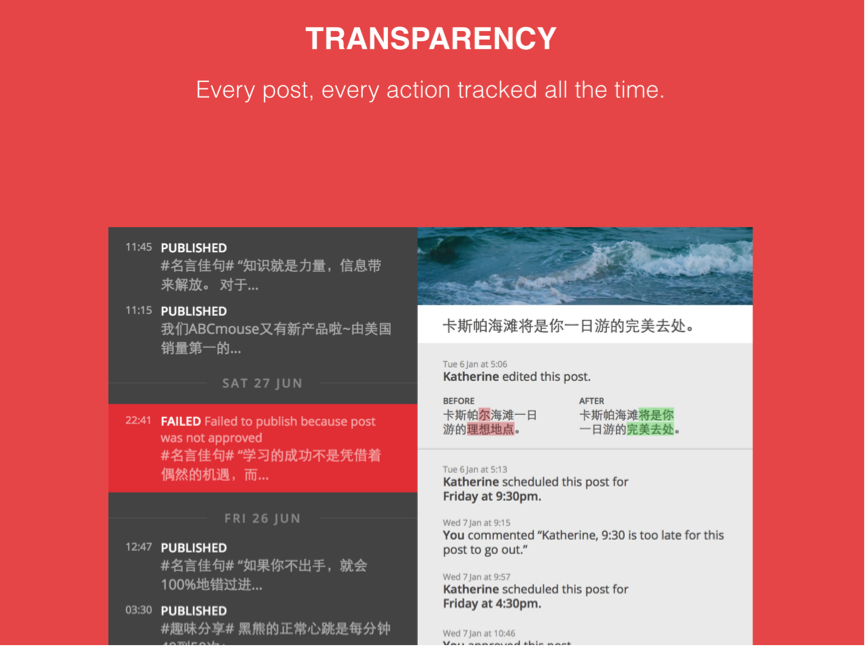 TRANSPARENCY
Every post, every action tracked all the time.
11:45 PUBLISHED
#名言佳句# “知识就是力量，信息带
来解放。 对于...
11:15 PUBLISHED
我们ABCmouse又有新产品啦~由美国
销量第一的...
SAT 27 JUN
22:41 FAILED Failed to publish because post
was not approved
#名言佳句# “学习的成功不是凭借着
偶然的机遇，而...
FRI 26 JUN
12:47 PUBLISHED
#名言佳句# “如果你不出手，就会
100%地错过进...
03:30 PUBLISHED
#趣味分享# 黑熊的正常心跳是每分钟
卡斯帕海滩将是你一日游的完美去处。
Tue 6 Jan at 5:06
Katherine edited this post.
BEFORE
卡斯帕尔海滩一日
游的理想地点。
AFTER
卡斯帕海滩将是你
一日游的完美去处。
Tue 6 Jan at 5:13
Katherine scheduled this post for
Friday at 9:30pm.
Wed 7 Jan at 9:15
You commented “Katherine, 9:30 is too late for this
post to go out.”
Wed 7 Jan at 9:57
Katherine scheduled this post for
Friday at 4:30pm.
Wed 7 Jan at 10:46
You approved this post